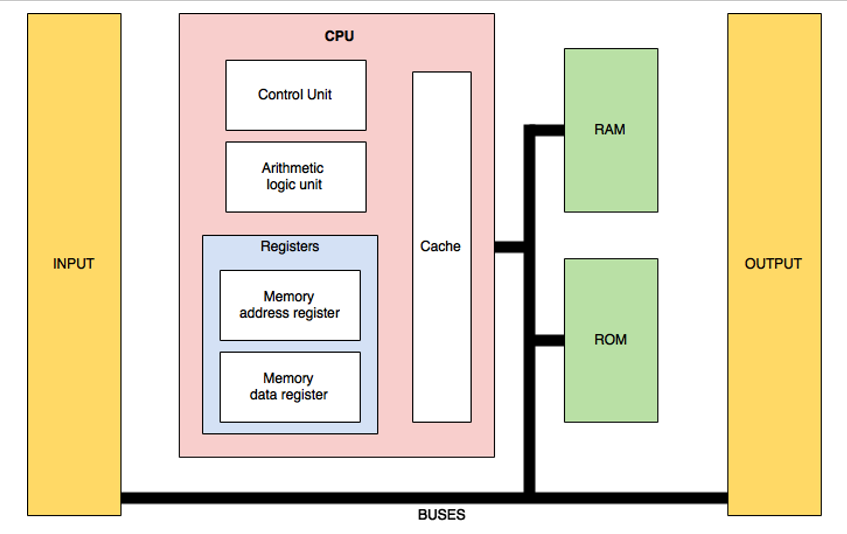 CPU
Control Unit
Arithmetic
logic unit
Registers
Memory
address register
Memory
data register
Cache
INPUT
RAM
ROM
OUTPUT
BUSES